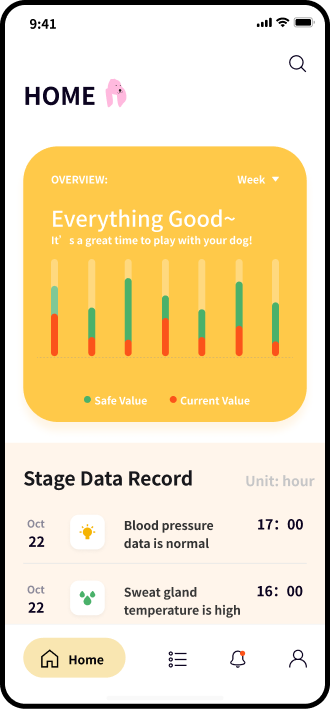 9:41
HOME
OVERVIEW:
Week
Everything Good~
It’s a great time to play with your dog!
Safe Value
Current Value
Stage Data Record
Unit: hour
Oct
22
Blood pressure
data is normal
17：00
Oct
22
Sweat gland
temperature is high
16：00
Home